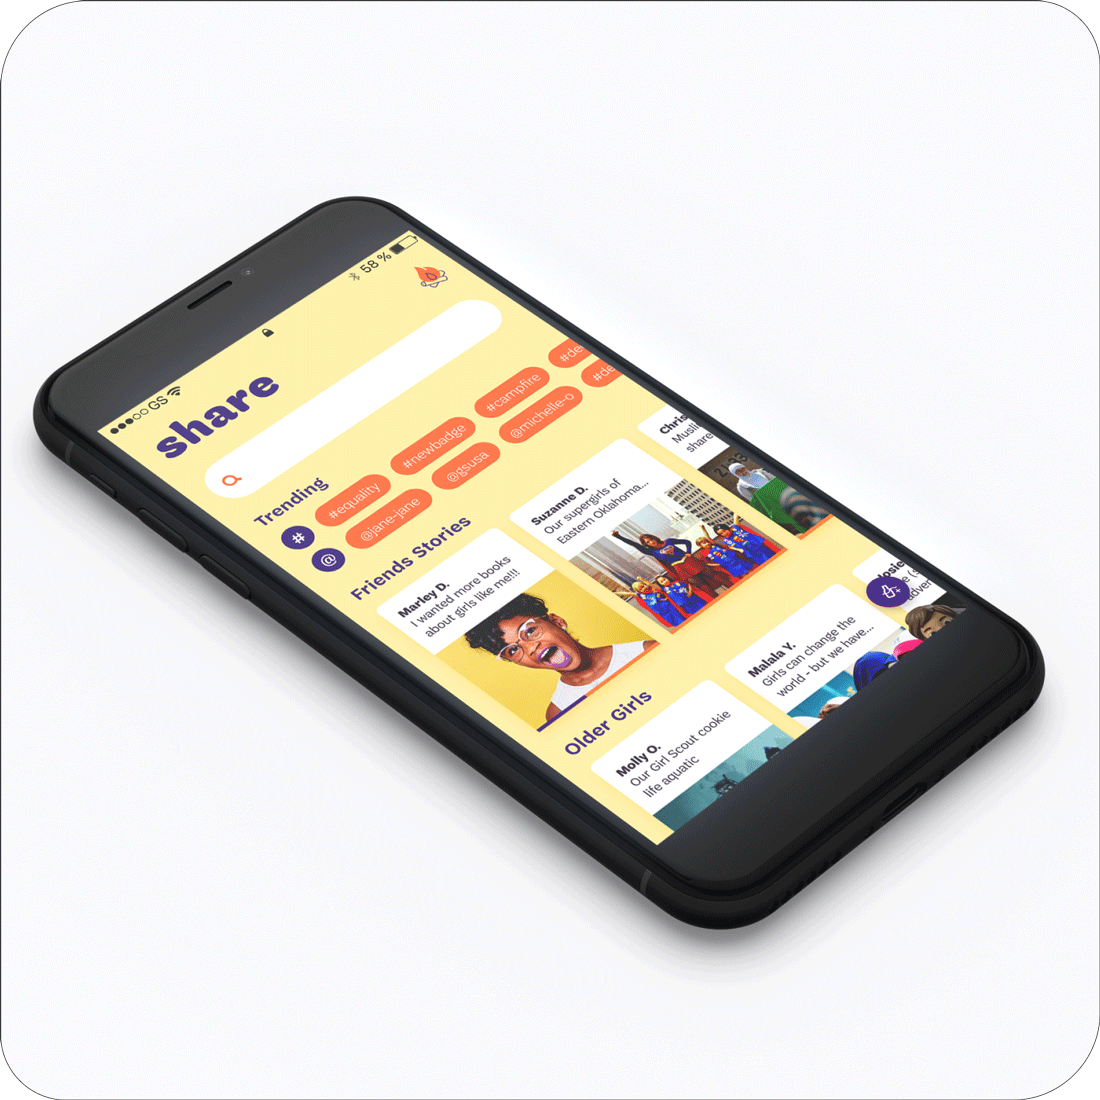 GS
58 %
share
Trending
# #equality #newbadge #campfire #de
@ @jane-jane @gsusa @michelle-o #de
Friends Stories
Marley D.
I wanted more books
about girls like me!!!
Suzanne D.
Our supergirls of
Eastern Oklahoma...
Chris
Musli
share
Older Girls
Molly O.
Our Girl Scout cookie
life aquatic
Malala Y.
Girls can change the
world - but we have...
osie
e (s
adver